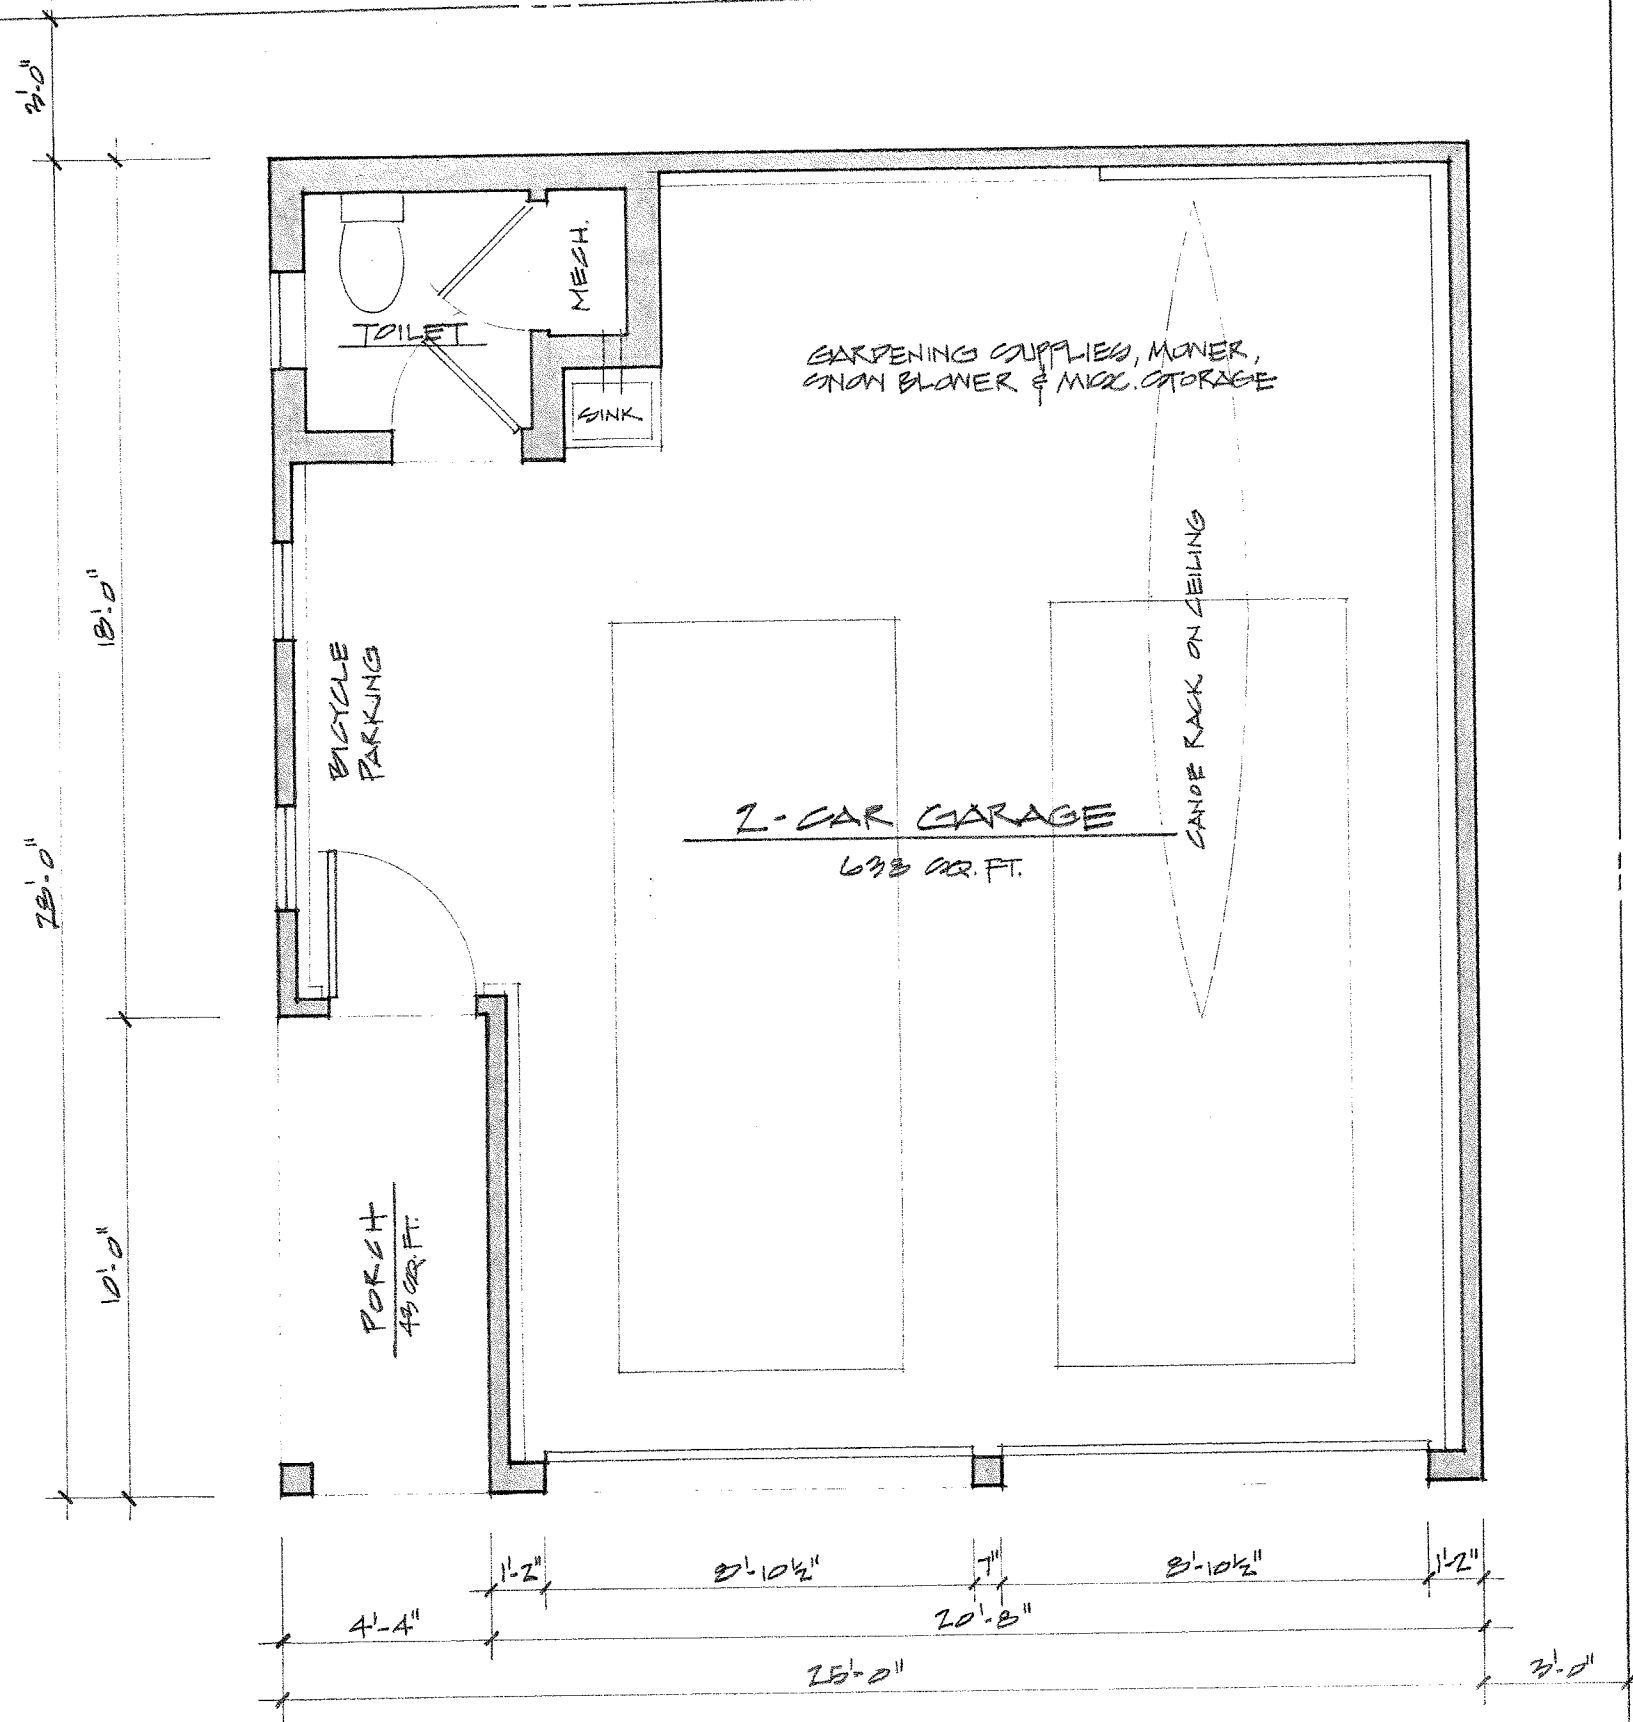 3'-0"
MECH.
TOILET
GARDENING SUPPLIES, MOWER,
SNOW BLOWER & MISC. STORAGE
SINK
CANOE RACK ON CEILING
18'-0"
BICYCLE
PARKING
2-CAR GARAGE
638 SQ. FT.
28'-0"
PORCH
43 SQ. FT.
10'-0"
1'-2"
8'-10½"
7"
8'-10½"
1'-2"
4'-4"
20'-8"
25'-0"
3'-0"